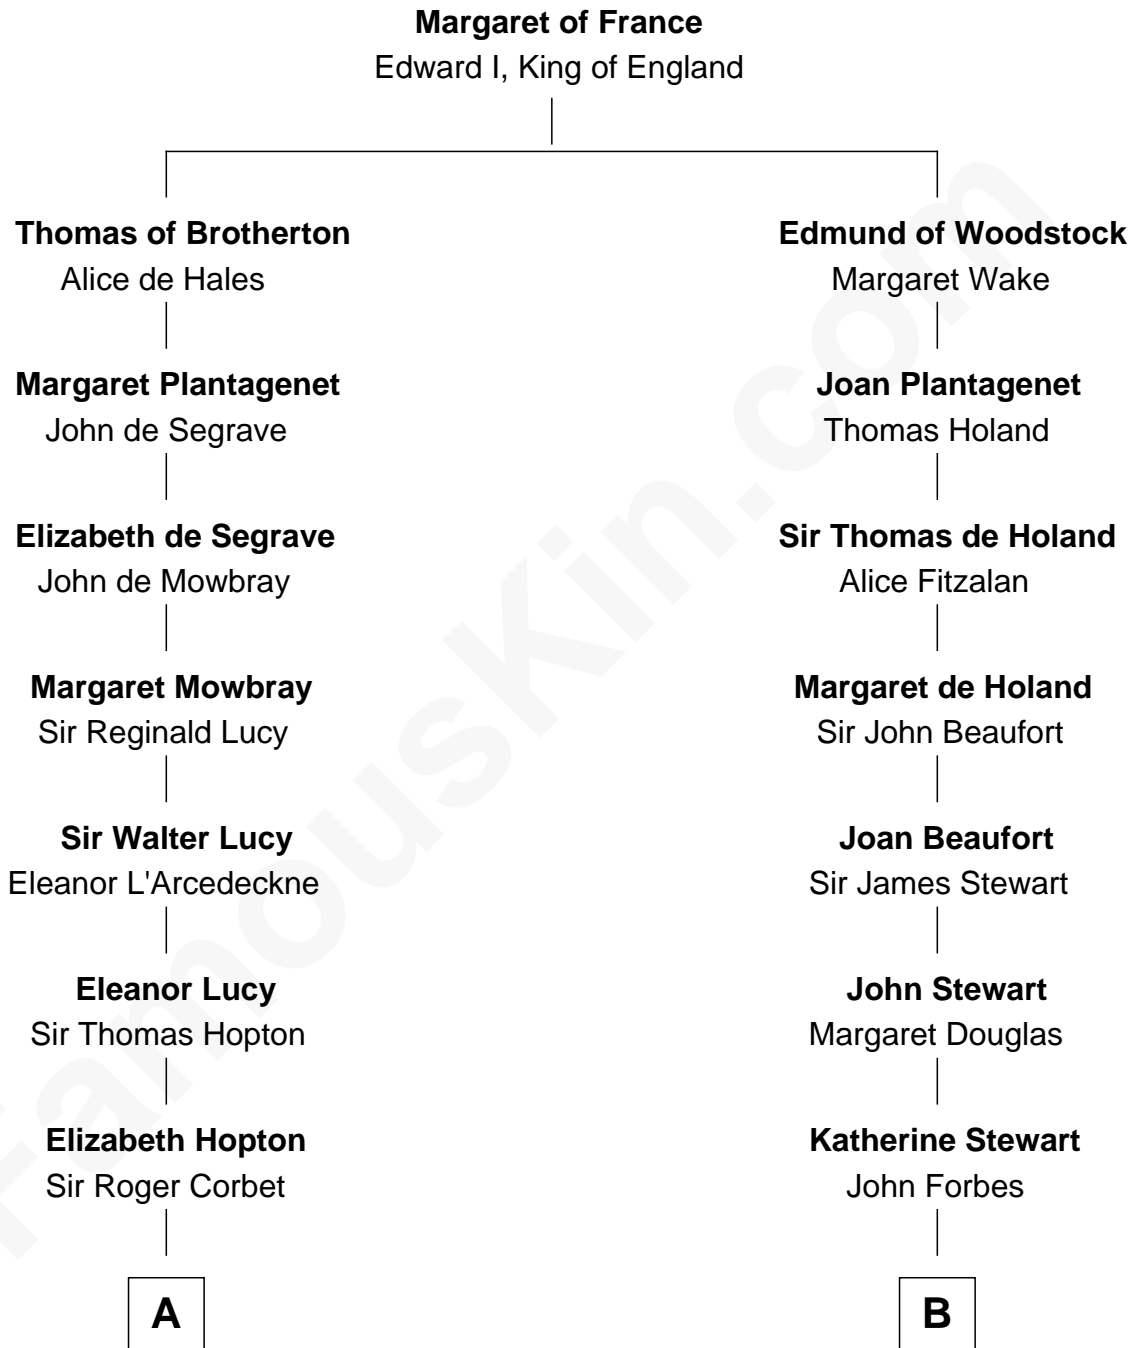 Margaret of France
Edward I, King of England
Thomas of Brotherton
Alice de Hales
Margaret Plantagenet
John de Segrave
Elizabeth de Segrave
John de Mowbray
Margaret Mowbray
Sir Reginald Lucy
Sir Walter Lucy
Eleanor L'Arcedeckne
Eleanor Lucy
Sir Thomas Hopton
Elizabeth Hopton
Sir Roger Corbet
A
Edmund of Woodstock
Margaret Wake
Joan Plantagenet
Thomas Holand
Sir Thomas de Holand
Alice Fitzalan
Margaret de Holand
Sir John Beaufort
Joan Beaufort
Sir James Stewart
John Stewart
Margaret Douglas
Katherine Stewart
John Forbes
B
FamousKin.com